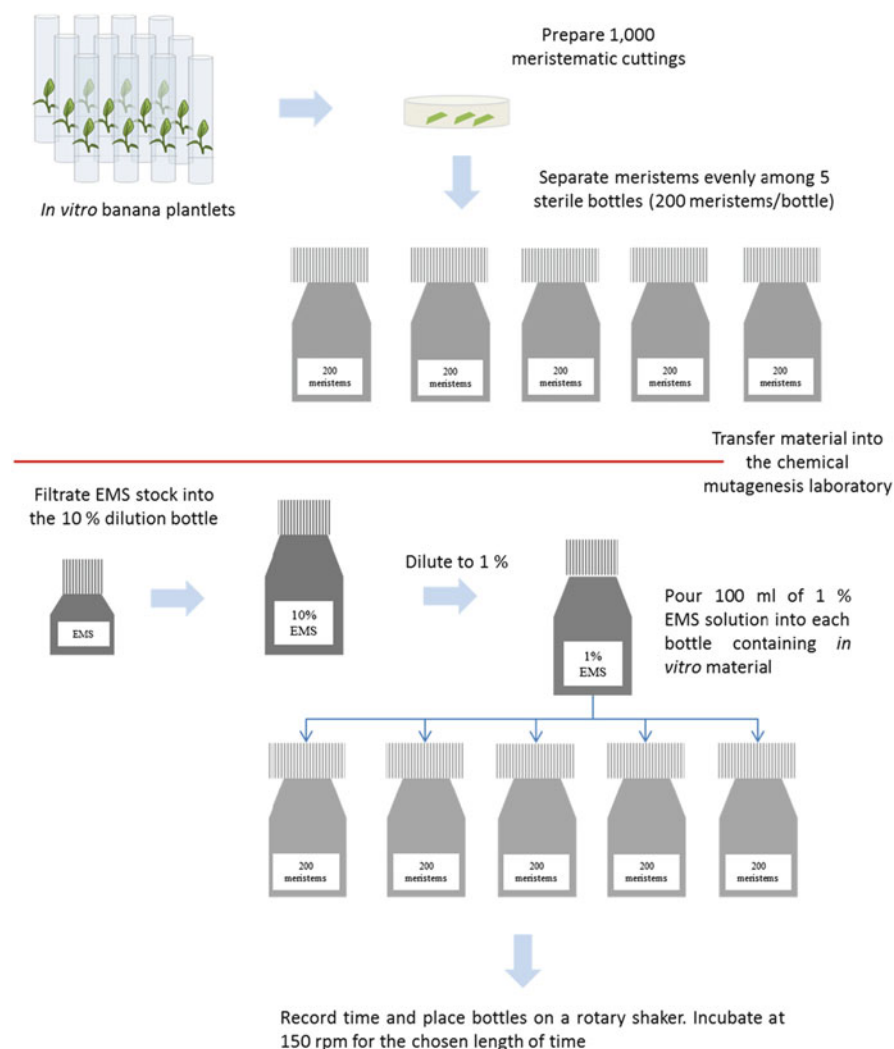 Prepare 1,000
meristematic cuttings
In vitro banana plantlets
Separate meristems evenly among 5
sterile bottles (200 meristems/bottle)
200
meristems
200
meristems
200
meristems
200
meristems
200
meristems
Transfer material into
the chemical
mutagenesis laboratory
Filtrate EMS stock into
the 10 % dilution bottle
EMS
10%
EMS
Dilute to 1 %
1%
EMS
Pour 100 ml of 1 %
EMS solution into each
bottle containing in
vitro material
200
meristems
200
meristems
200
meristems
200
meristems
200
meristems
Record time and place bottles on a rotary shaker. Incubate at
150 rpm for the chosen length of time